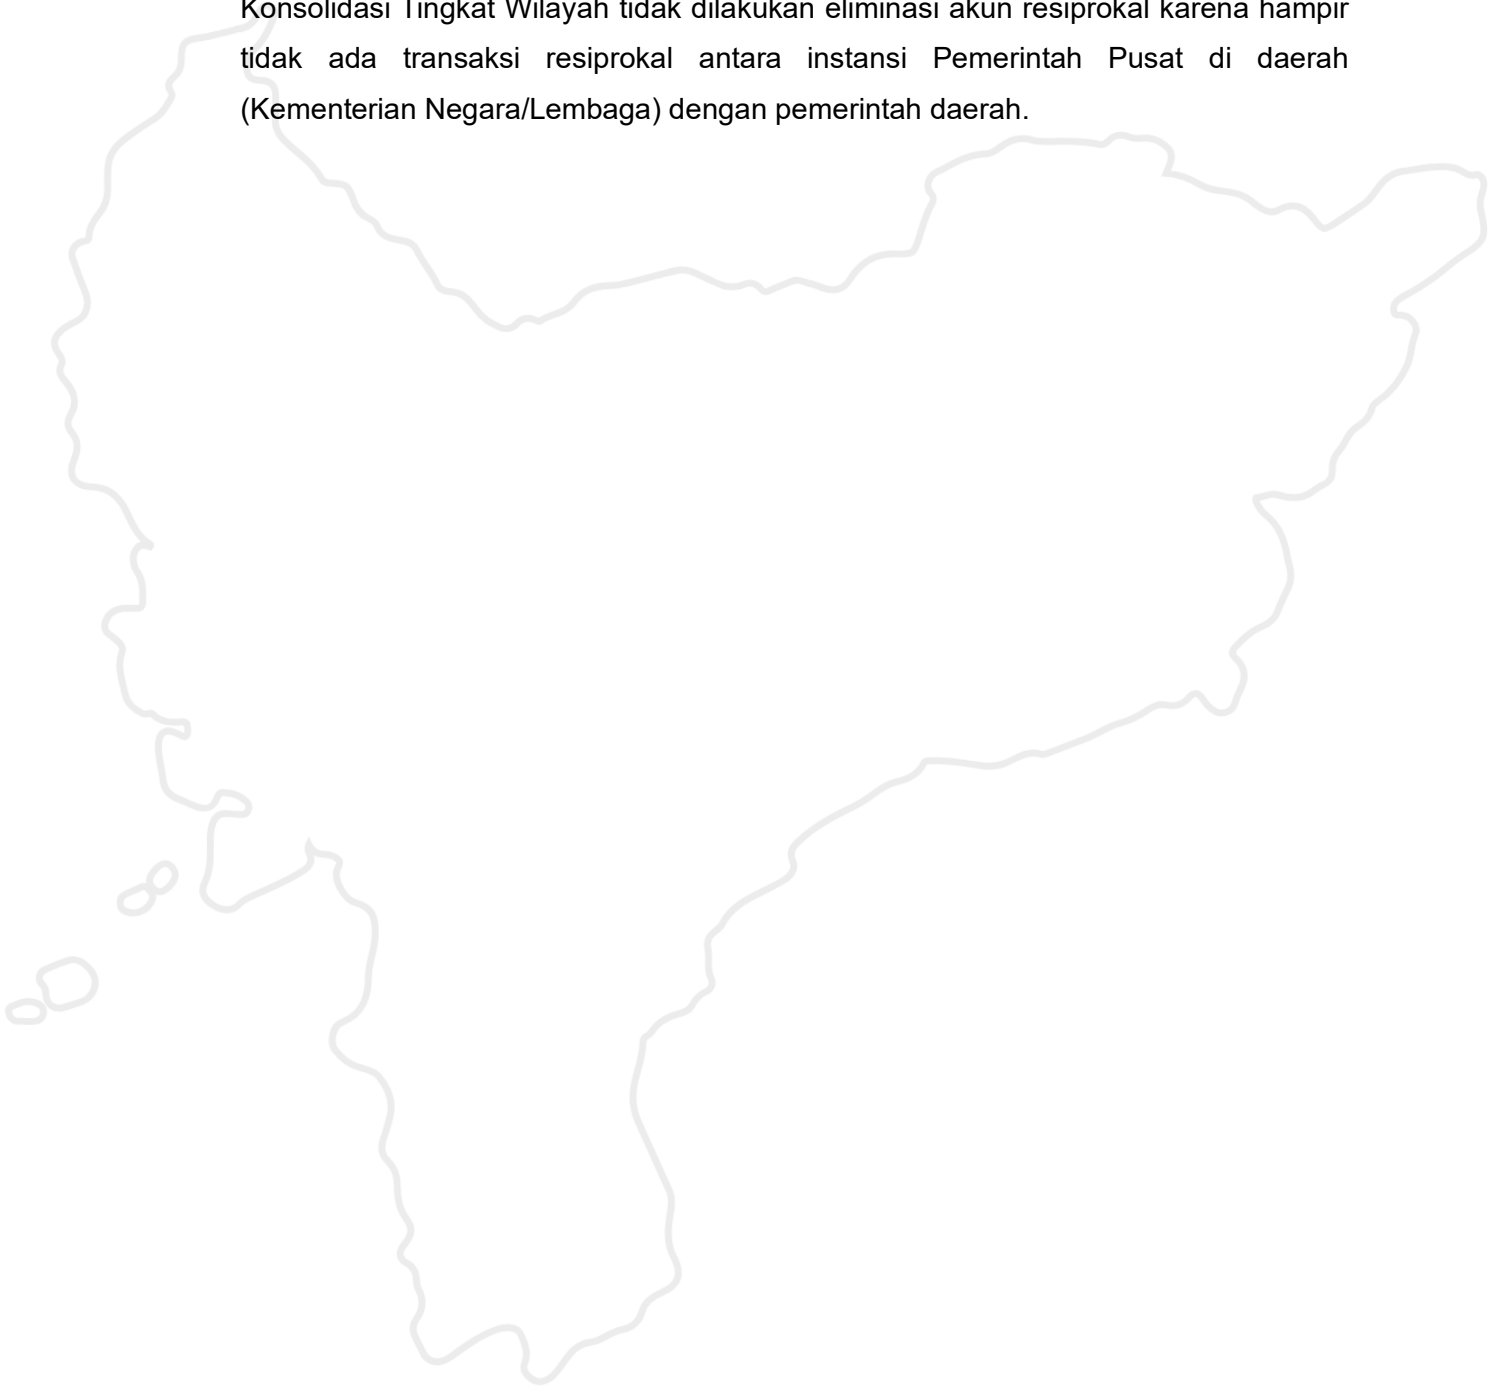 Konsolidasi Tingkat Wilayah tidak dilakukan eliminasi akun resiprokal karena hampir
tidak ada transaksi resiprokal antara instansi Pemerintah Pusat di daerah
(Kementerian Negara/Lembaga) dengan pemerintah daerah.